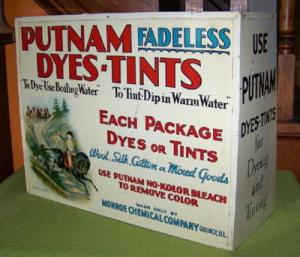 PUTNAM FADELESS
DYES-TINTS
"To Dye-Use Boiling Water" "To Tint-Dip in Warm Water"
EACH PACKAGE
DYES OR TINTS
Wool, Silk, Cotton or Mixed Goods
USE PUTNAM NO-KOLOR BLEACH
TO REMOVE COLOR
MADE ONLY BY
MONROE CHEMICAL COMPANY QUINCY, ILL.
USE
PUTNAM
DYES-TINTS
for
Dyeing
and
Tinting